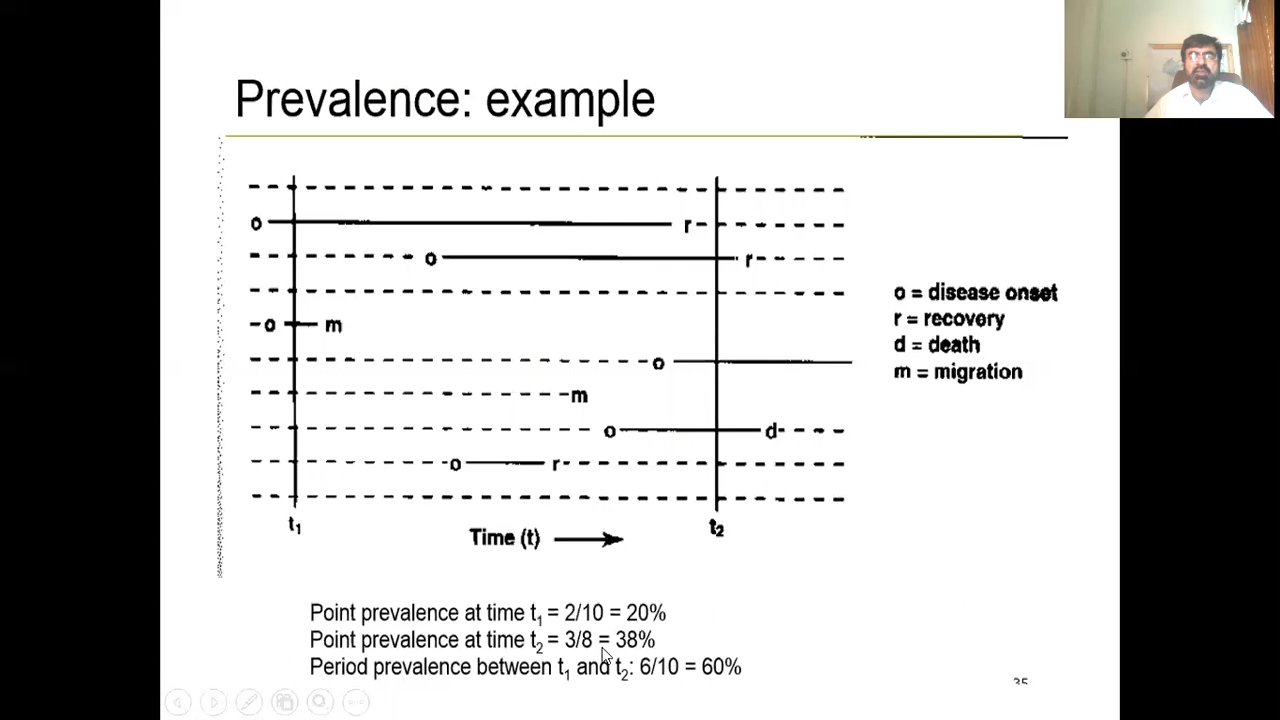 Prevalence: example
o r
o r
o m
o
m
o d
o r
t1 t2
Time (t)
o = disease onset
r = recovery
d = death
m = migration
Point prevalence at time t1 = 2/10 = 20%
Point prevalence at time t2 = 3/8 = 38%
Period prevalence between t1 and t2: 6/10 = 60%
35